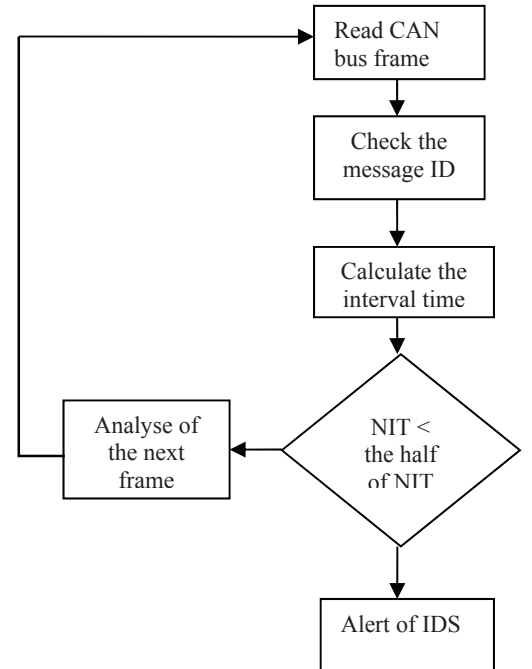 Read CAN
bus frame
Check the
message ID
Calculate the
interval time
NIT <
the half
of NIT
Analyse of
the next
frame
Alert of IDS